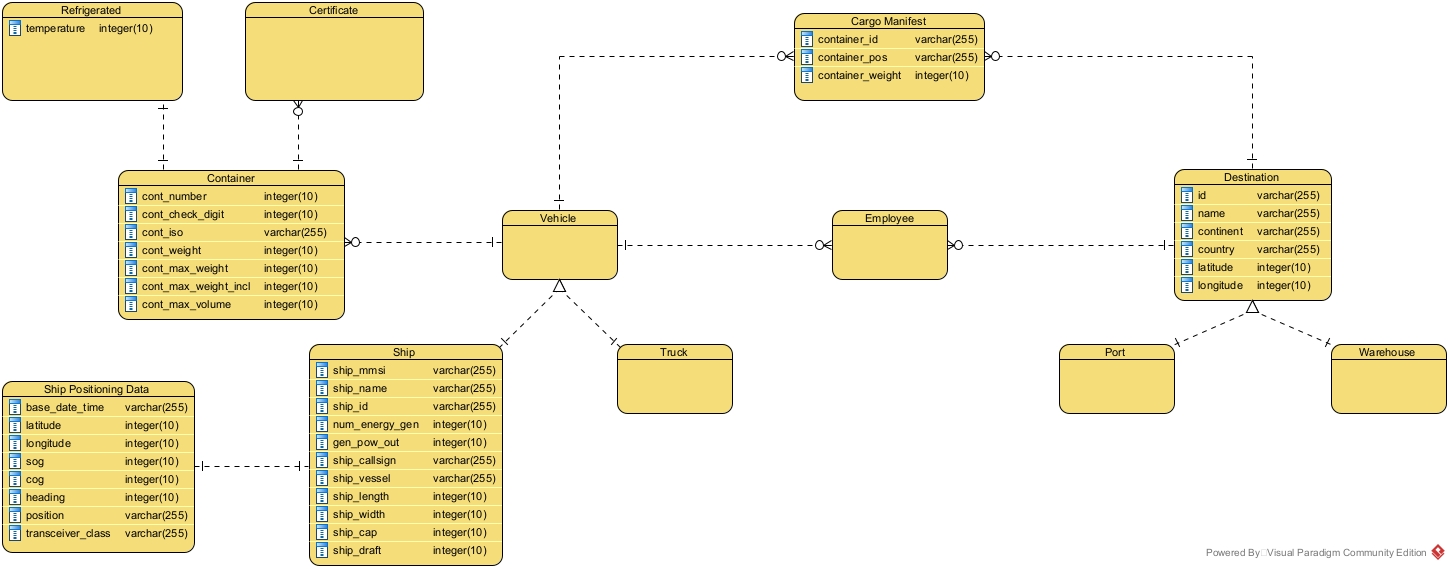 Refrigerated
temperature integer(10)
Certificate
Cargo Manifest
container_id varchar(255)
container_pos varchar(255)
container_weight integer(10)
Container
cont_number integer(10)
cont_check_digit integer(10)
cont_iso varchar(255)
cont_weight integer(10)
cont_max_weight integer(10)
cont_max_weight_incl integer(10)
cont_max_volume integer(10)
Vehicle
Employee
Destination
id varchar(255)
name varchar(255)
continent varchar(255)
country varchar(255)
latitude integer(10)
longitude integer(10)
Ship Positioning Data
base_date_time varchar(255)
latitude integer(10)
longitude integer(10)
sog integer(10)
cog integer(10)
heading integer(10)
position varchar(255)
transceiver_class varchar(255)
Ship
ship_mmsi varchar(255)
ship_name varchar(255)
ship_id varchar(255)
num_energy_gen integer(10)
gen_pow_out integer(10)
ship_callsign varchar(255)
ship_vessel varchar(255)
ship_length integer(10)
ship_width integer(10)
ship_cap integer(10)
ship_draft integer(10)
Truck
Port
Warehouse
Powered By Visual Paradigm Community Edition